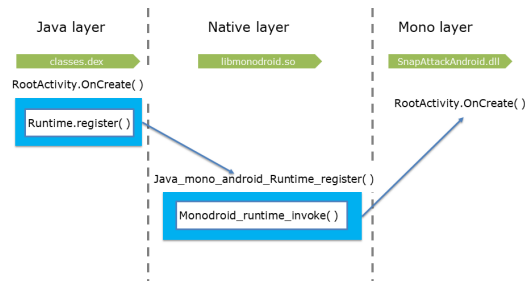 Java layer
Native layer
Mono layer
classes.dex
libmonodroid.so
SnapAttackAndroid.dll
RootActivity.OnCreate( )
RootActivity.OnCreate( )
Runtime.register( )
Java_mono_android_Runtime_register( )
Monodroid_runtime_invoke( )